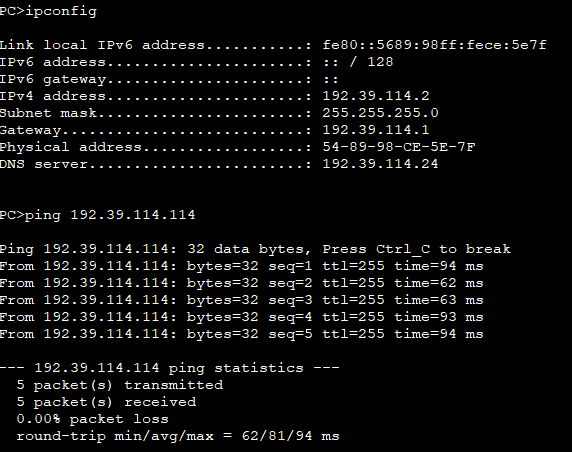 PC>ipconfig
Link local IPv6 address...........: fe80::5689:98ff:fece:5e7f
IPv6 address......................: :: / 128
IPv6 gateway......................: ::
IPv4 address......................: 192.39.114.2
Subnet mask.......................: 255.255.255.0
Gateway...........................: 192.39.114.1
Physical address..................: 54-89-98-CE-5E-7F
DNS server........................: 192.39.114.24
PC>ping 192.39.114.114
Ping 192.39.114.114: 32 data bytes, Press Ctrl_C to break
From 192.39.114.114: bytes=32 seq=1 ttl=255 time=94 ms
From 192.39.114.114: bytes=32 seq=2 ttl=255 time=62 ms
From 192.39.114.114: bytes=32 seq=3 ttl=255 time=63 ms
From 192.39.114.114: bytes=32 seq=4 ttl=255 time=93 ms
From 192.39.114.114: bytes=32 seq=5 ttl=255 time=94 ms
--- 192.39.114.114 ping statistics ---
5 packet(s) transmitted
5 packet(s) received
0.00% packet loss
round-trip min/avg/max = 62/81/94 ms